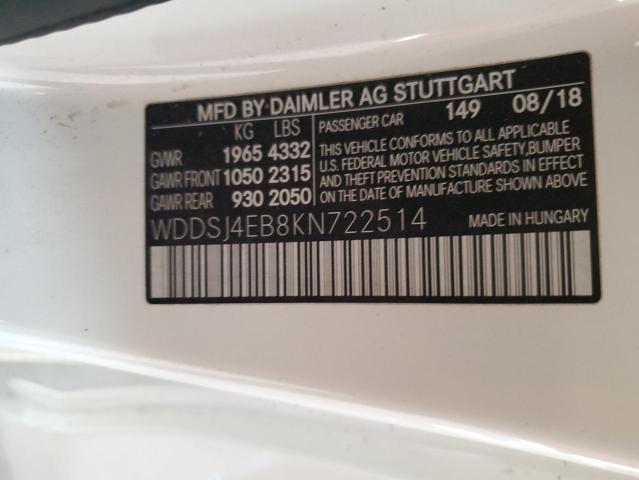 MFD BY DAIMLER AG STUTTGART
KG LBS
GVWR 1965 4332
GAWR FRONT 1050 2315
GAWR REAR 930 2050
PASSENGER CAR 149 08/18
THIS VEHICLE CONFORMS TO ALL APPLICABLE
U.S. FEDERAL MOTOR VEHICLE SAFETY,BUMPER
AND THEFT PREVENTION STANDARDS IN EFFECT
ON THE DATE OF MANUFACTURE SHOWN ABOVE
WDDSJ4EB8KN722514
MADE IN HUNGARY